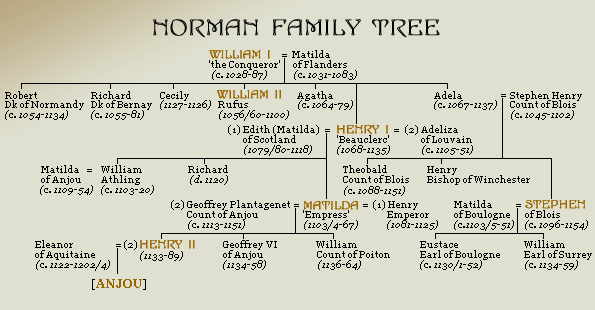 NORMAN FAMILY TREE
WILLIAM I = Matilda
'the Conqueror' of Flanders
(c. 1028-87) (c. 1031-1083)
Robert Richard Cecily WILLIAM II Agatha Adela = Stephen Henry
Dk of Normandy Dk of Bernay (1127-1126) Rufus (c. 1064-79) (c. 1067-1137) Count of Blois
(c. 1054-1134) (c. 1055-81) (1056/60-1100) (c. 1045-1102)
(1) Edith (Matilda) = HENRY I = (2) Adeliza
of Scotland 'Beauclerc' of Louvain
(1079/80-1118) (1068-1135) (c. 1105-51)
Matilda = William Richard Theobald Henry
of Anjou Athling (d. 1120) Count of Blois Bishop of Winchester
(c. 1109-54) (c. 1103-20) (c. 1088-1151)
(2) Geoffrey Plantagenet = MATILDA = (1) Henry Matilda = STEPHEN
Count of Anjou 'Empress' Emperor of Boulogne of Blois
(c. 1113-1151) (1103/4-67) (1081-1125) (c. 1103/5-51) (c. 1096-1154)
Eleanor = (2) HENRY II Geoffrey VI William Eustace William
of Aquitaine (1133-89) of Anjou Count of Poiton Earl of Boulogne Earl of Surrey
(c. 1122-1202/4) (1134-58) (1136-64) (c. 1130/1-52) (c. 1134-59)
[ANJOU]